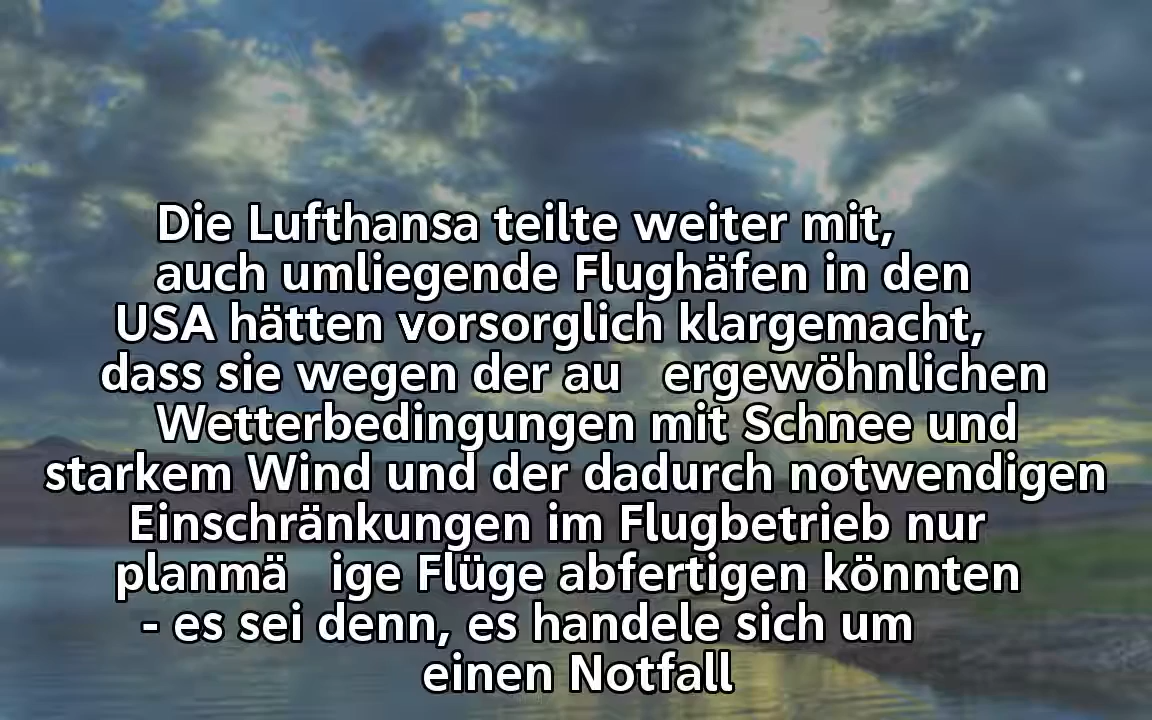 Die Lufthansa teilte weiter mit,
auch umliegende Flughäfen in den
USA hätten vorsorglich klargemacht,
dass sie wegen der au ergewöhnlichen
Wetterbedingungen mit Schnee und
starkem Wind und der dadurch notwendigen
Einschränkungen im Flugbetrieb nur
planmä ige Flüge abfertigen könnten
- es sei denn, es handele sich um
einen Notfall